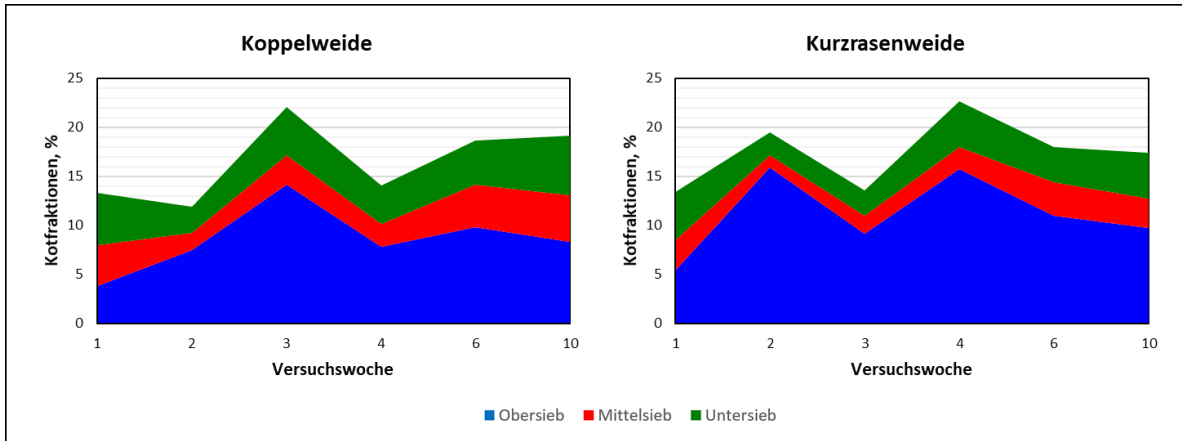 Koppelweide
25
20
15
10
5
0
Kotfraktionen, %
1 2 3 4 6 10
Versuchswoche
Kurzrasenweide
25
20
15
10
5
0
Kotfraktionen, %
1 2 3 4 6 10
Versuchswoche
Obersieb Mittelsieb Untersieb